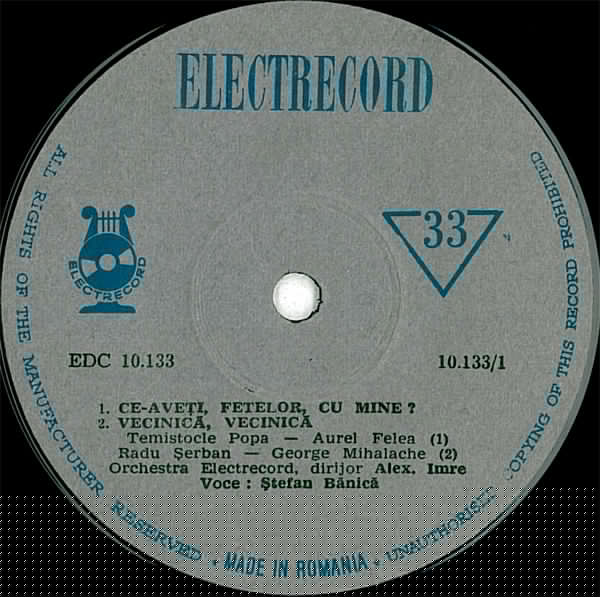 ELECTRECORD
ELECTRECORD
33
EDC 10.133
10.133/1
1. CE-AVEȚI, FETELOR, CU MINE?
2. VECINICĂ, VECINICĂ
Temistocle Popa — Aurel Felea (1)
Radu Șerban — George Mihalache (2)
Orchestra Electrecord, dirijor Alex. Imre
Voce : Ștefan Bănică
ALL RIGHTS OF THE MANUFACTURER RESERVED • MADE IN ROMANIA • UNAUTHORISED COPYING OF THIS RECORD PROHIBITED